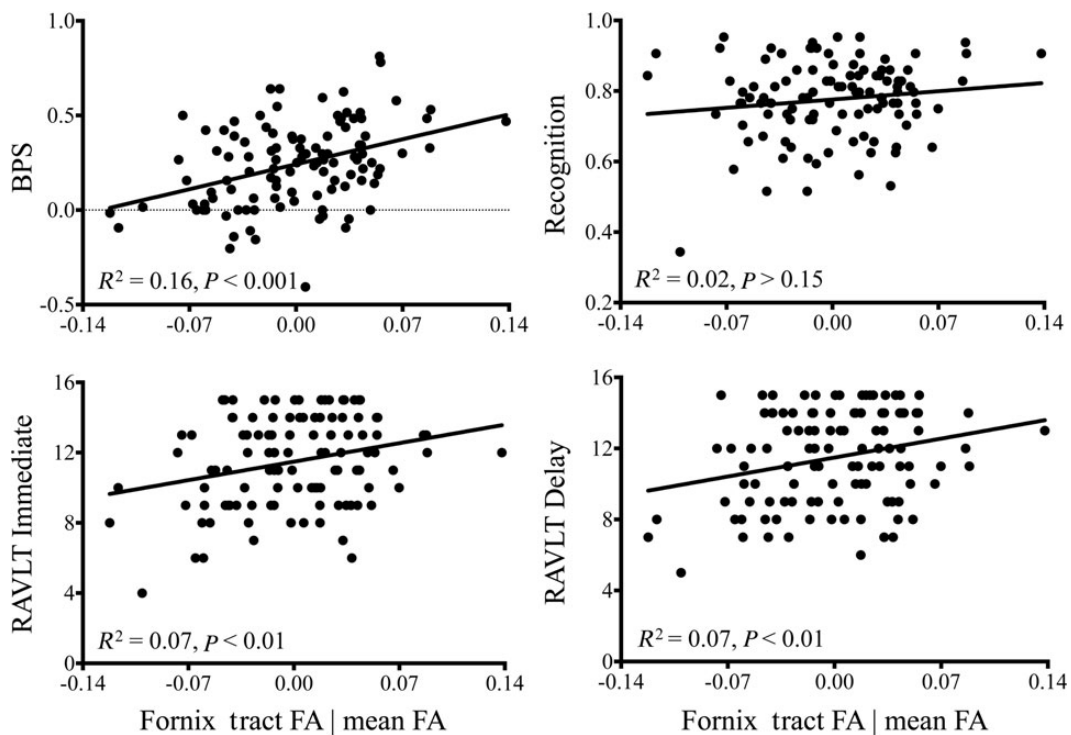 1.0
0.5
0.0
-0.5
BPS
R² = 0.16, P < 0.001
-0.14 -0.07 0.00 0.07 0.14
1.0
0.8
0.6
0.4
0.2
Recognition
R² = 0.02, P > 0.15
-0.14 -0.07 0.00 0.07 0.14
16
12
8
4
0
RAVLT Immediate
R² = 0.07, P < 0.01
-0.14 -0.07 0.00 0.07 0.14
Fornix tract FA | mean FA
16
12
8
4
0
RAVLT Delay
R² = 0.07, P < 0.01
-0.14 -0.07 0.00 0.07 0.14
Fornix tract FA | mean FA